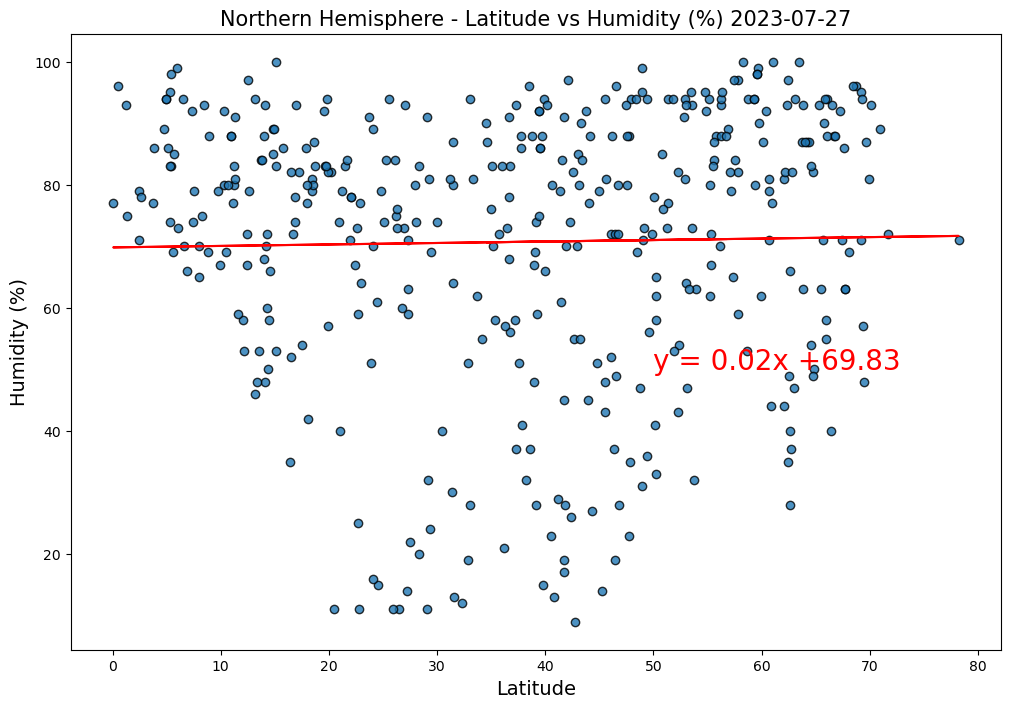 Northern Hemisphere - Latitude vs Humidity (%) 2023-07-27
100
80
60
40
20
Humidity (%)
y = 0.02x +69.83
0 10 20 30 40 50 60 70 80
Latitude